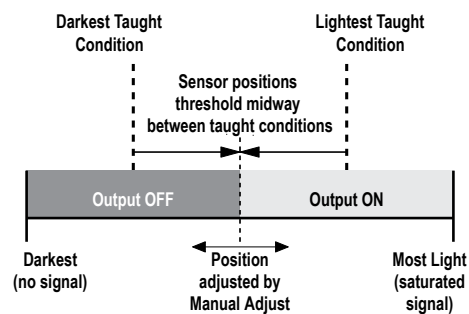 Darkest Taught
Condition
Lightest Taught
Condition
Sensor positions
threshold midway
between taught conditions
Output OFF
Output ON
Darkest
(no signal)
Position
adjusted by
Manual Adjust
Most Light
(saturated
signal)